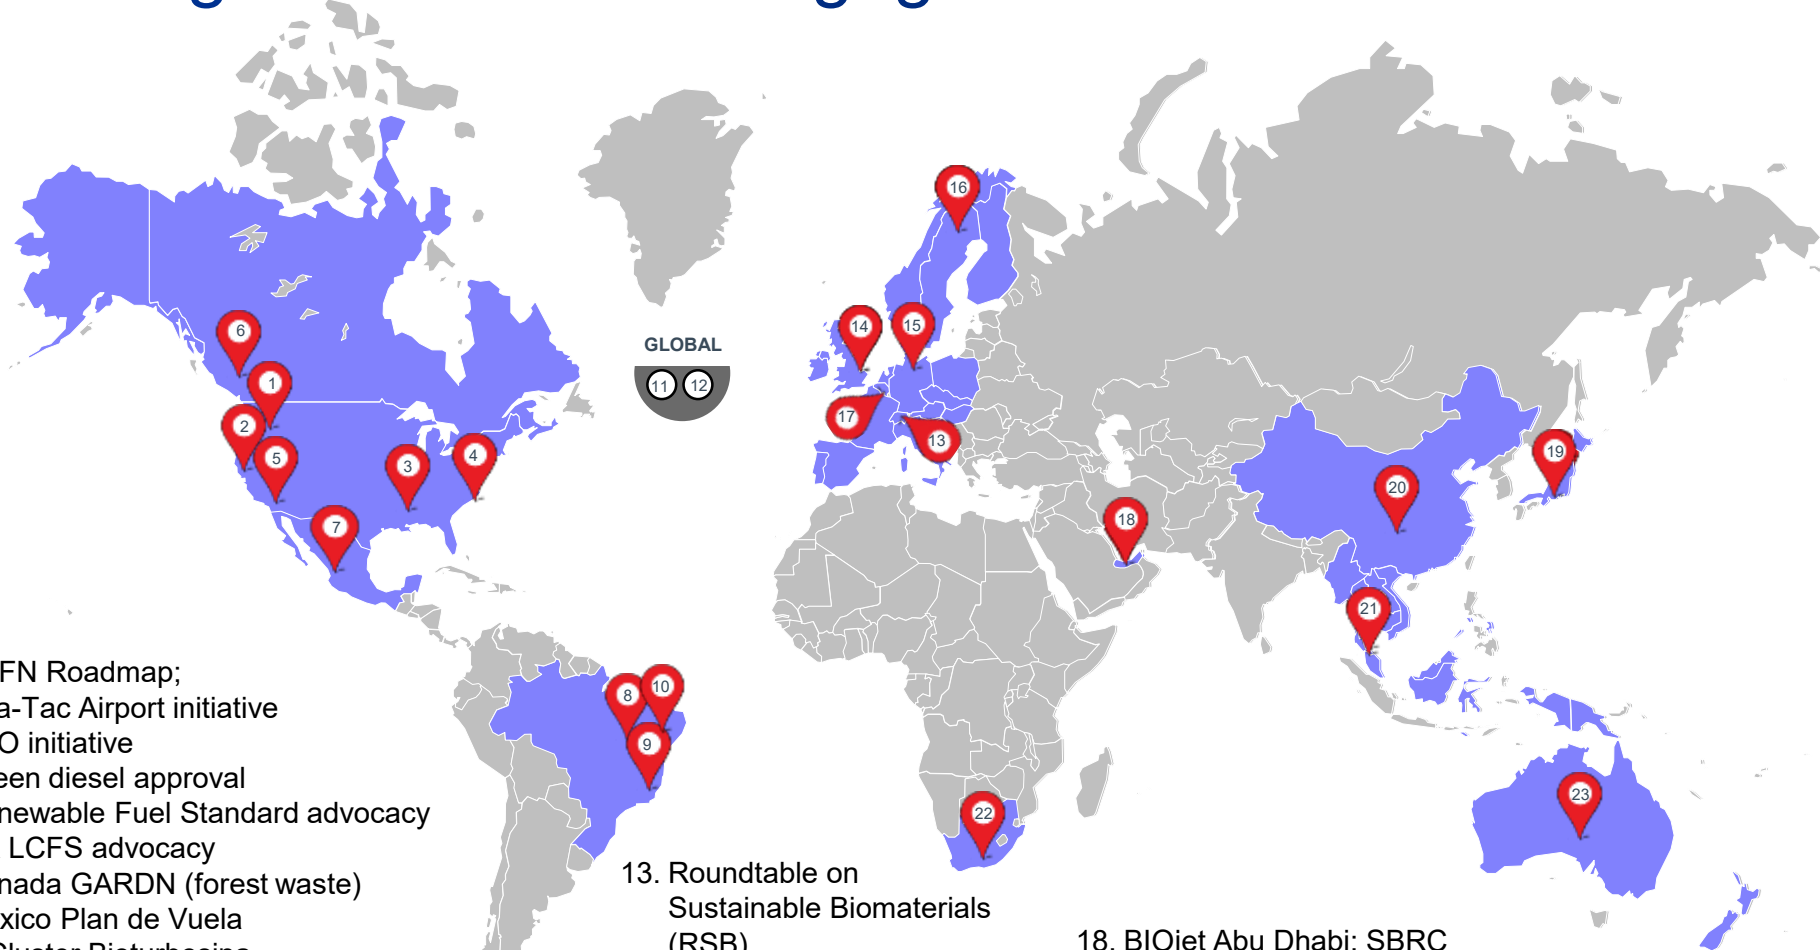 GLOBAL
11 12
16
14
15
17
13
6
1
2
5
3
4
7
8
10
9
18
19
20
21
22
23
FN Roadmap;
a-Tac Airport initiative
O initiative
een diesel approval
newable Fuel Standard advocacy
LCFS advocacy
nada GARDN (forest waste)
xico Plan de Vuela
13. Roundtable on
Sustainable Biomaterials
(RSB)
18. BIOjet Abu Dhabi: SBRC